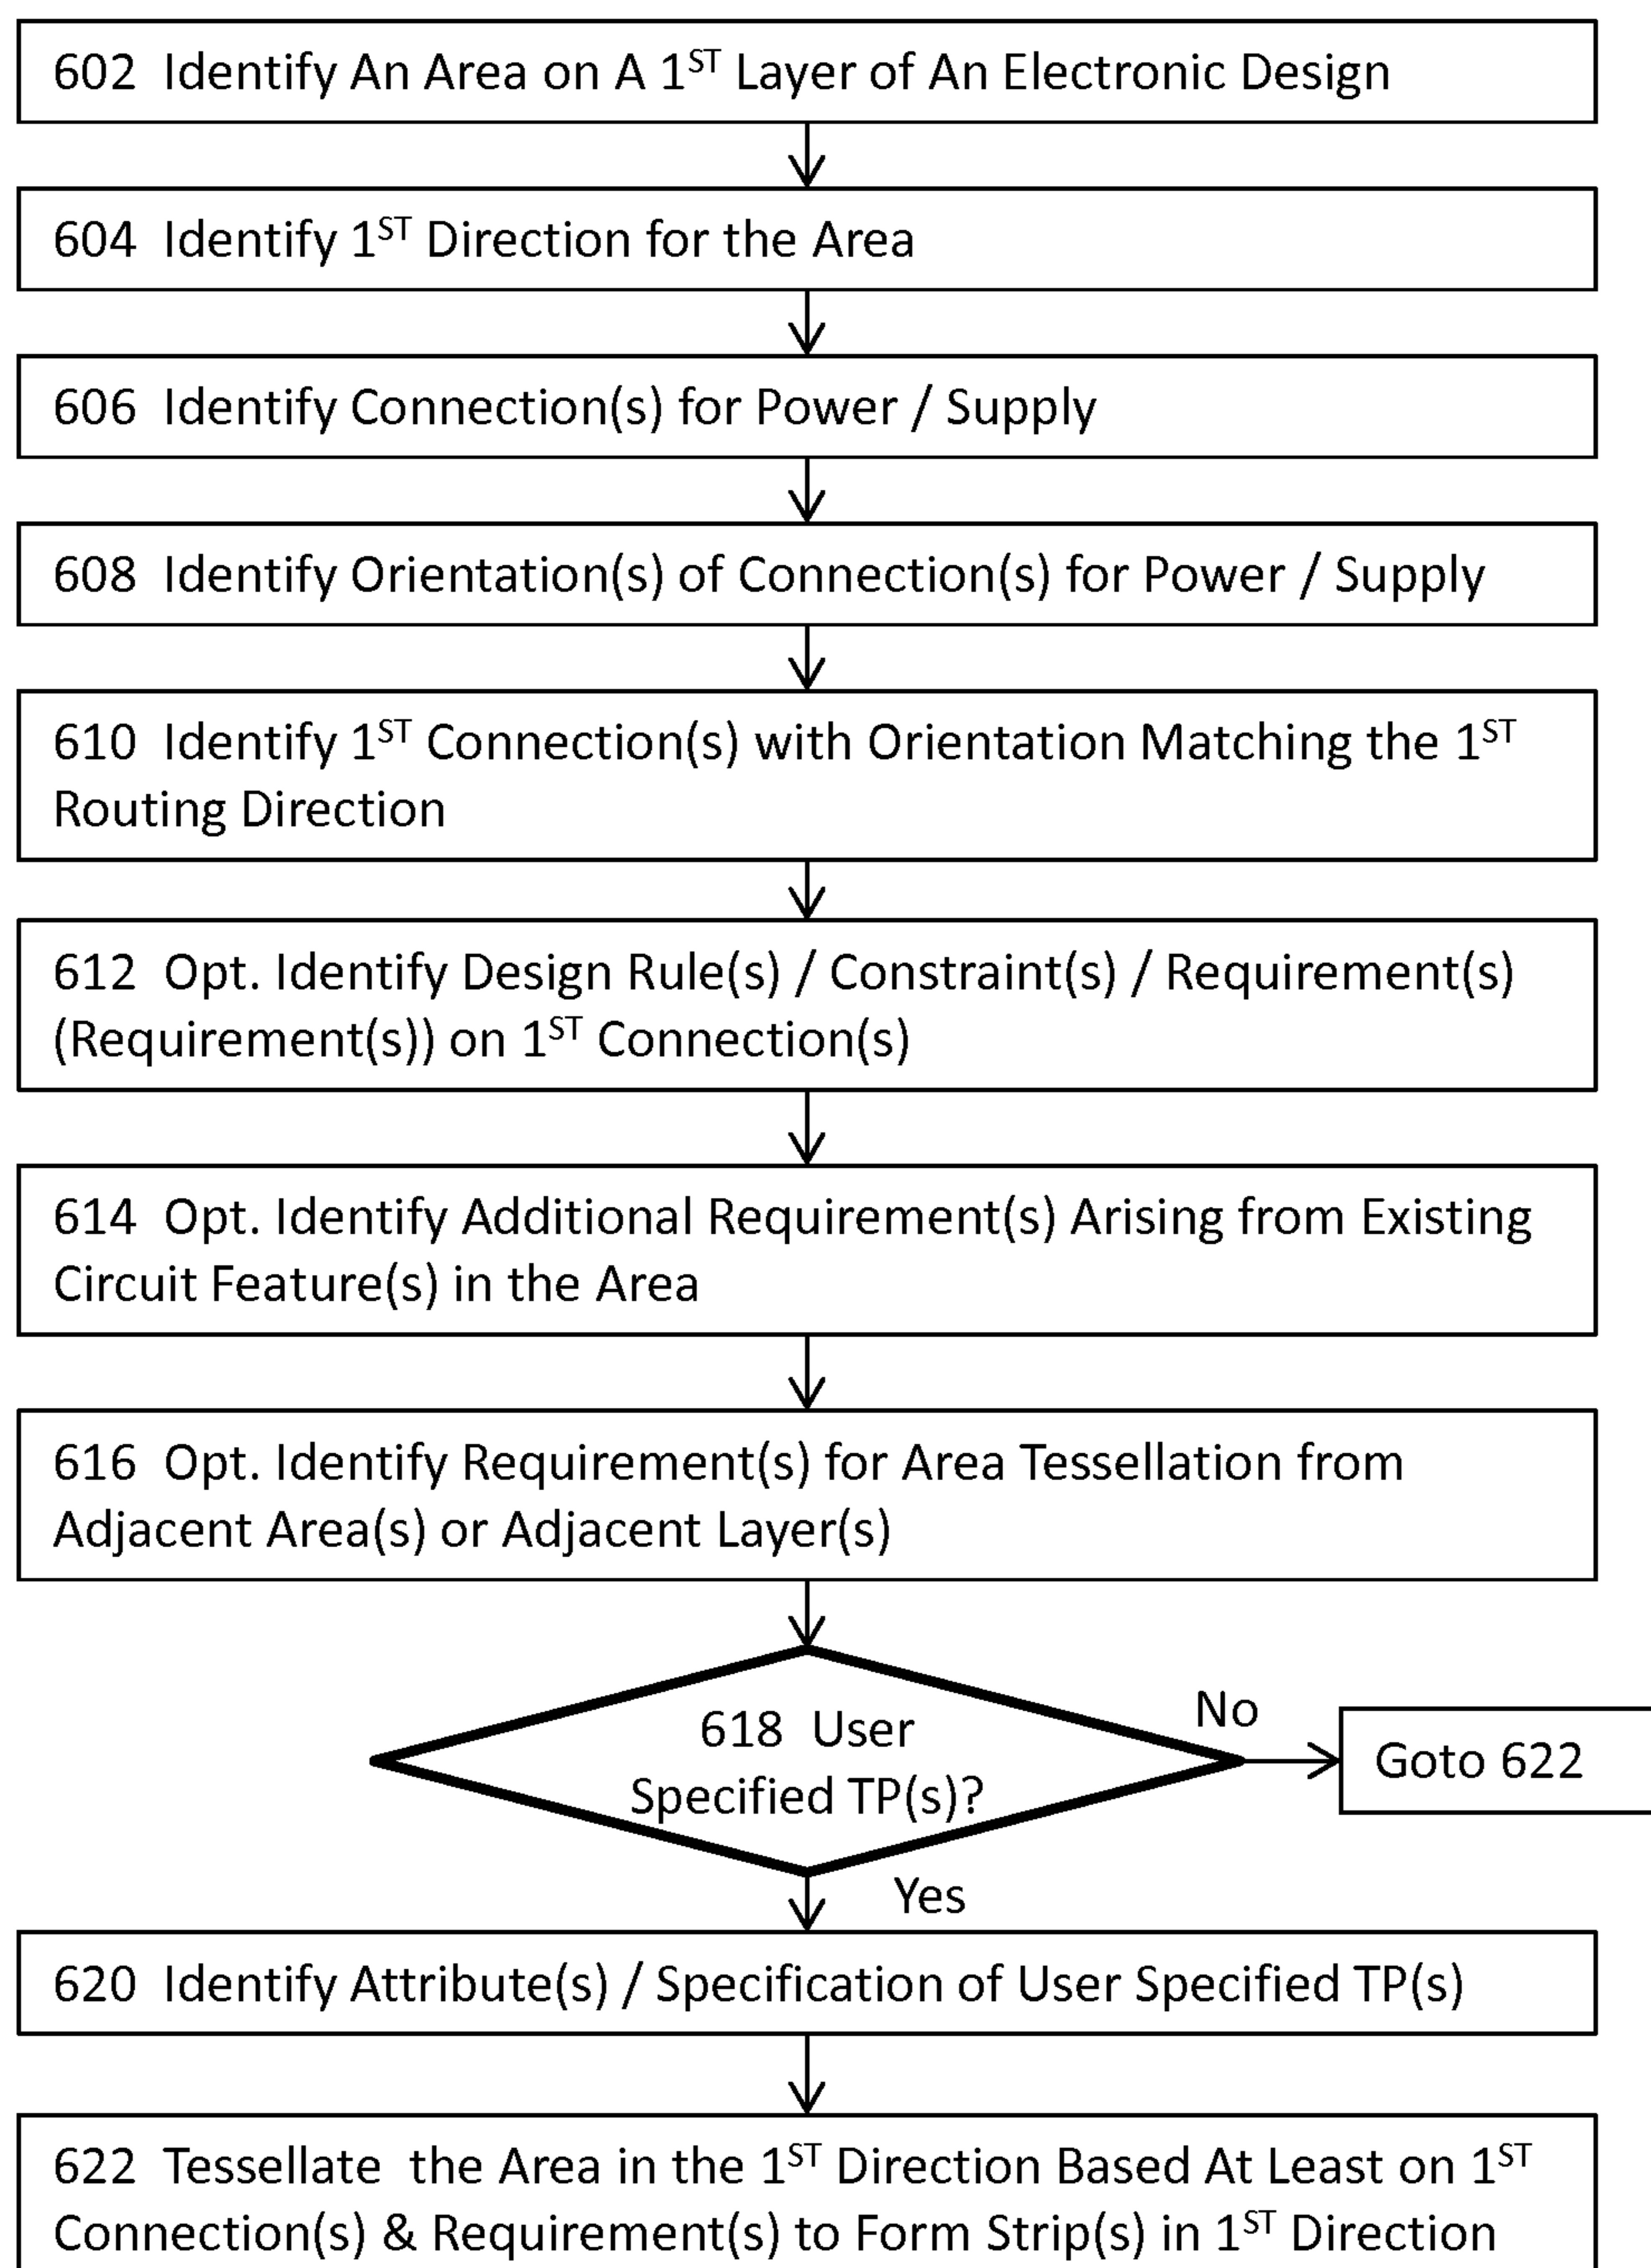 602 Identify An Area on A 1ST Layer of An Electronic Design
604 Identify 1ST Direction for the Area
606 Identify Connection(s) for Power / Supply
608 Identify Orientation(s) of Connection(s) for Power / Supply
610 Identify 1ST Connection(s) with Orientation Matching the 1ST
Routing Direction
612 Opt. Identify Design Rule(s) / Constraint(s) / Requirement(s)
(Requirement(s)) on 1ST Connection(s)
614 Opt. Identify Additional Requirement(s) Arising from Existing
Circuit Feature(s) in the Area
616 Opt. Identify Requirement(s) for Area Tessellation from
Adjacent Area(s) or Adjacent Layer(s)
618 User
Specified TP(s)?
No
Goto 622
Yes
620 Identify Attribute(s) / Specification of User Specified TP(s)
622 Tessellate the Area in the 1ST Direction Based At Least on 1ST
Connection(s) & Requirement(s) to Form Strip(s) in 1ST Direction